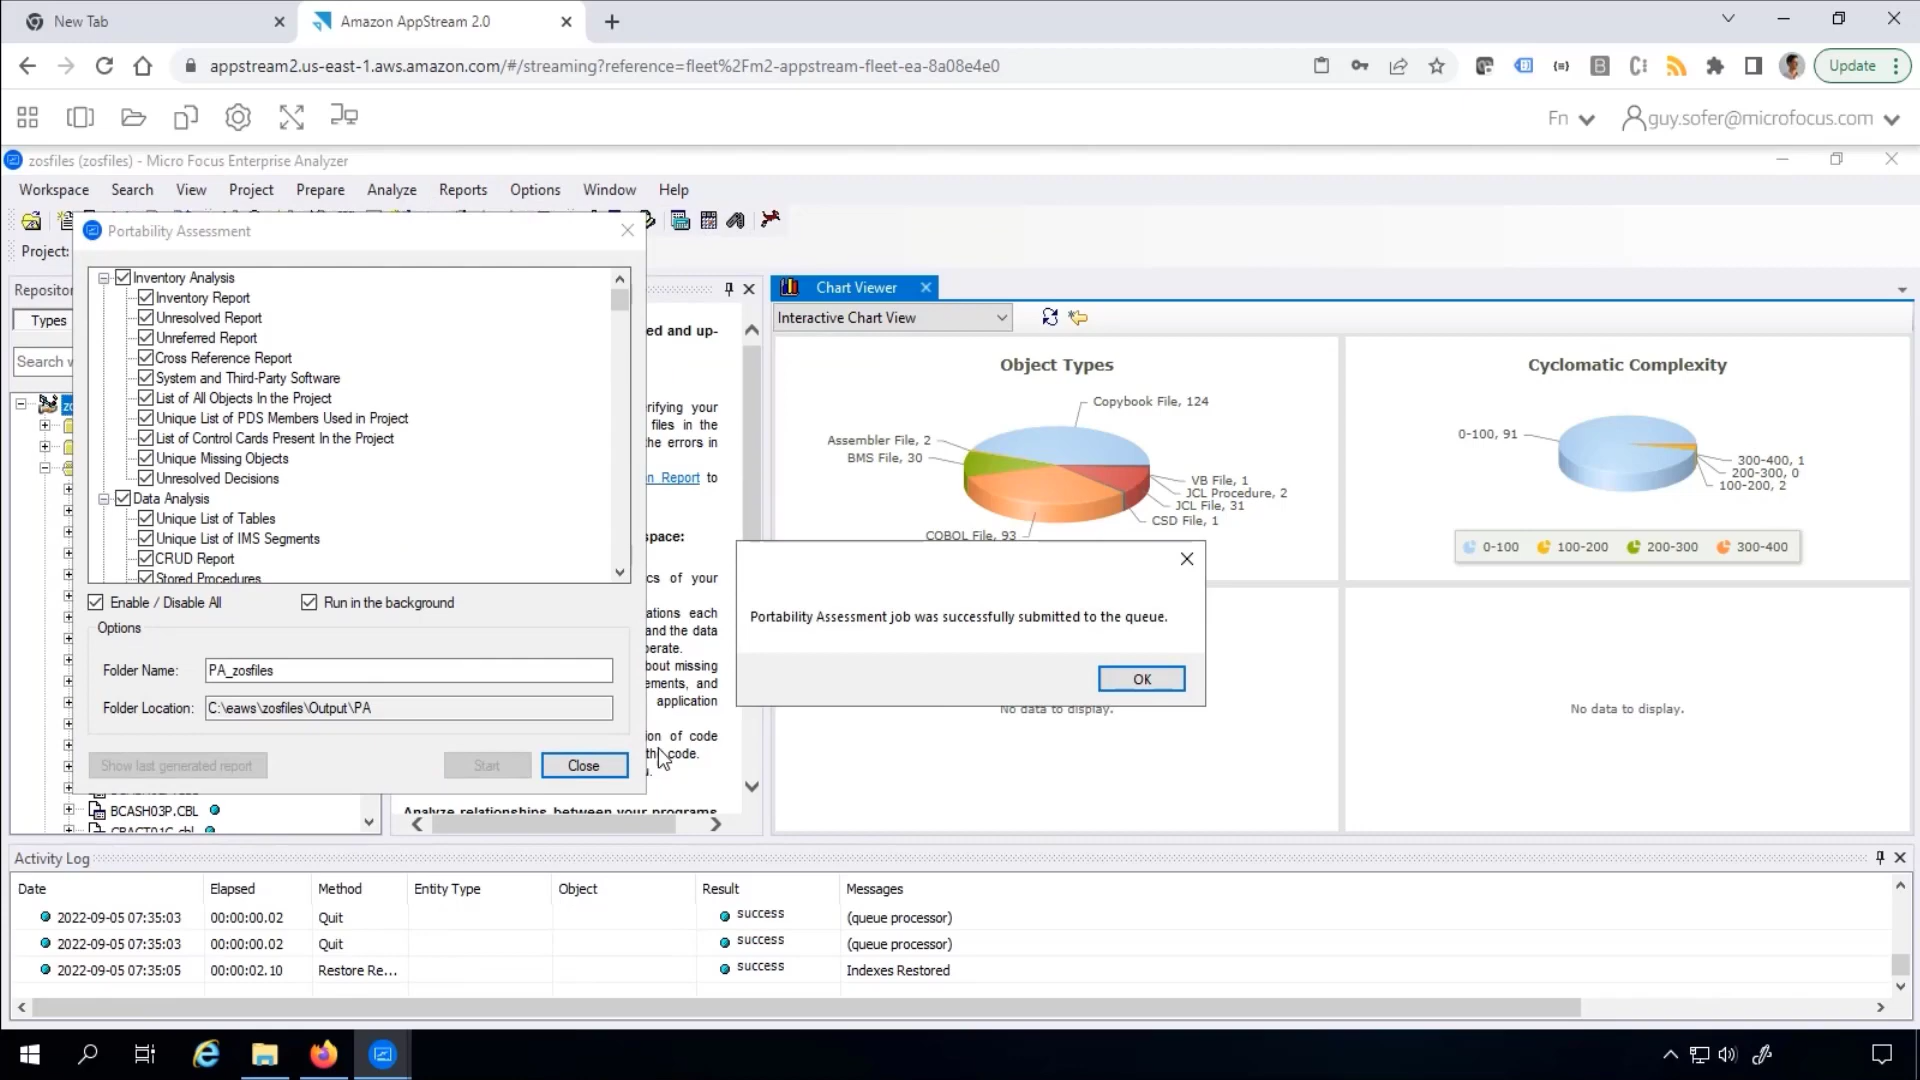 New Tab
Amazon AppStream 2.0
appstream2.us-east-1.aws.amazon.com/#/streaming?reference=fleet%2Fm2-appstream-fleet-ea-8a08e4e0
Update
Fn
guy.sofer@microfocus.com
zosfiles (zosfiles) - Micro Focus Enterprise Analyzer
Workspace Search View Project Prepare Analyze Reports Options Window Help
Portability Assessment
Project:
Inventory Analysis
Inventory Report
Unresolved Report
Unreferred Report
Cross Reference Report
System and Third-Party Software
List of All Objects In the Project
Unique List of PDS Members Used in Project
List of Control Cards Present In the Project
Unique Missing Objects
Unresolved Decisions
Data Analysis
Unique List of Tables
Unique List of IMS Segments
CRUD Report
Stored Procedures
Enable / Disable All
Run in the background
Options
Folder Name: PA_zosfiles
Folder Location: C:\eaws\zosfiles\Output\PA
Show last generated report
Start
Close
Repositor
Types
Search w
zo
BCASH03P.CBL
CBACT01C.cbl
ed and up-
erifying your
files in the
he errors in
n Report to
space:
cs of your
ations each
and the data
erate.
bout missing
ements, and
application
ion of code
the code.
Analyze relationships between your programs
Chart Viewer
Interactive Chart View
Object Types
Copybook File, 124
Assembler File, 2
BMS File, 30
VB File, 1
JCL Procedure, 2
JCL File, 31
CSD File, 1
COBOL File, 93
Cyclomatic Complexity
0-100, 91
300-400, 1
200-300, 0
100-200, 2
0-100 100-200 200-300 300-400
Portability Assessment job was successfully submitted to the queue.
OK
No data to display.
No data to display.
Activity Log
Date Elapsed Method Entity Type Object Result Messages
2022-09-05 07:35:03 00:00:00.02 Quit success (queue processor)
2022-09-05 07:35:03 00:00:00.02 Quit success (queue processor)
2022-09-05 07:35:05 00:00:02.10 Restore Re... success Indexes Restored